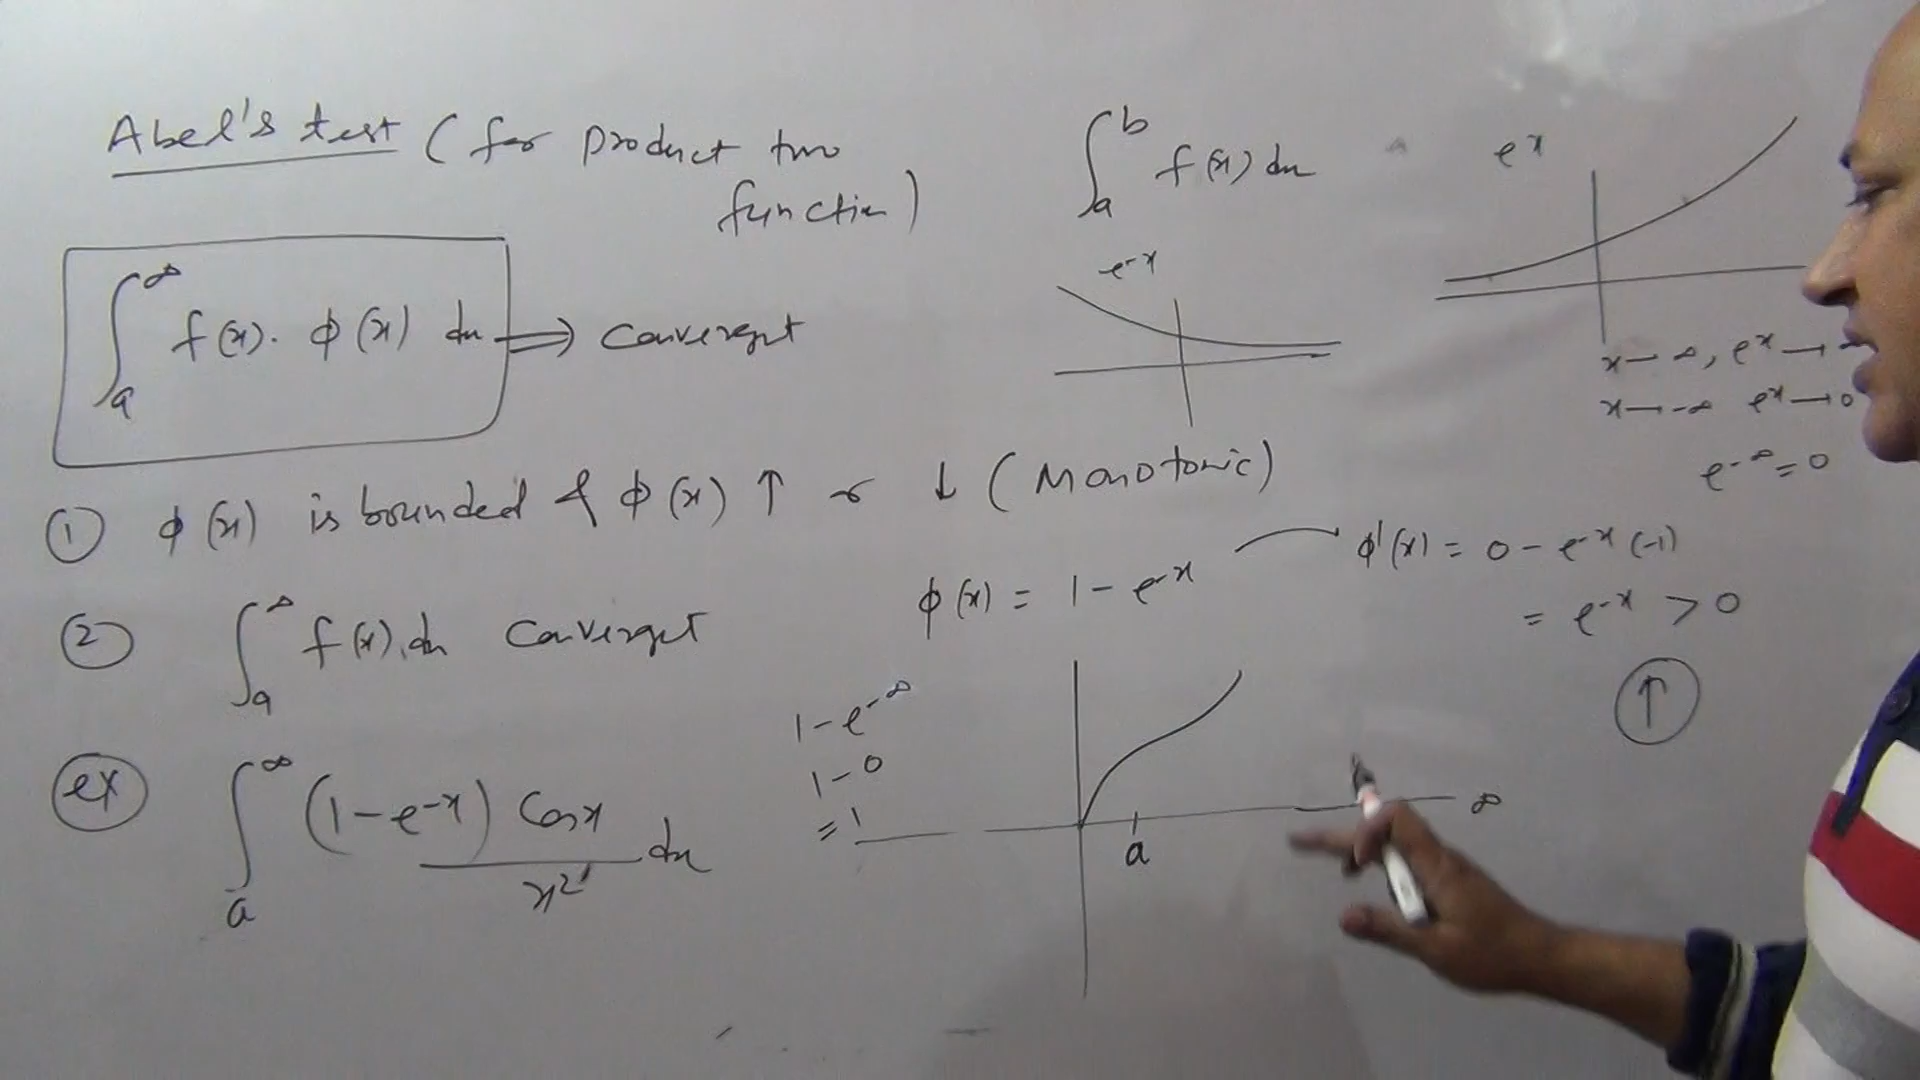 Abel's test ( for product two
function )
∫_a^∞ f(x). ϕ(x) dx ⇒ Convergent
① ϕ(x) is bounded & ϕ(x) ↑ or ↓ ( Monotonic )
② ∫_a^∞ f(x).dx Convergent
ex ∫_a^∞ (1-e^-x) Cosx / x² dx
∫_a^b f(x) dx
e^-x
e^x
x → ∞, e^x →
x → -∞ e^x → 0
e^-∞ = 0
ϕ(x) = 1 - e^-x
ϕ'(x) = 0 - e^-x (-1)
= e^-x > 0
↑
1-e^-∞
1-0
=1
a
∞